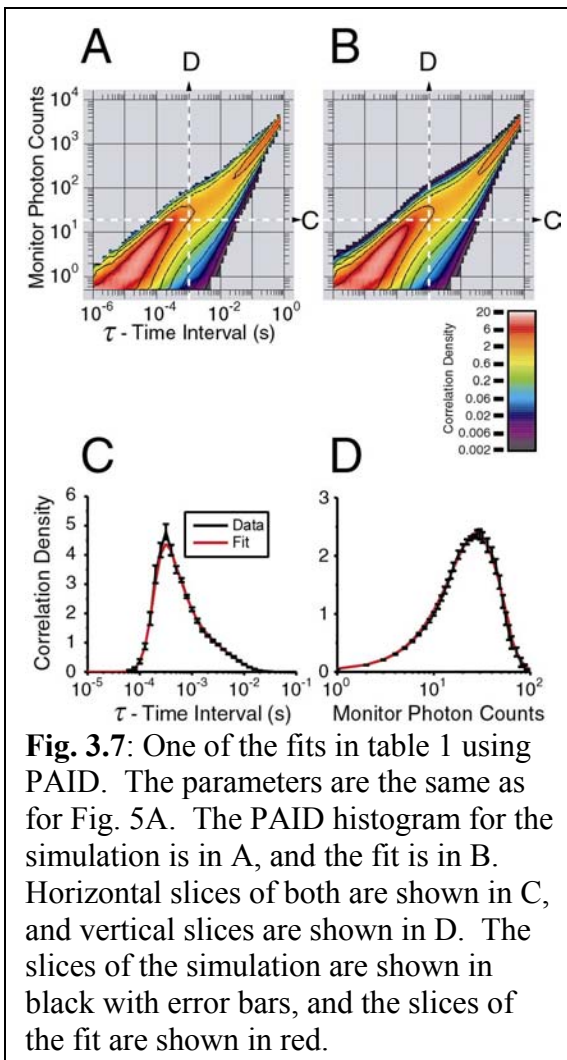 A
B
D
D
Monitor Photon Counts
10^4
10^3
10^2
10^1
10^0
C
C
10^-6
10^-4
10^-2
10^0
τ - Time Interval (s)
20
6
2
0.6
0.2
0.06
0.02
0.006
0.002
Correlation Density
C
D
Correlation Density
6
5
4
3
2
1
0
Data
Fit
3
2
1
0
10^-5
10^-4
10^-3
10^-2
10^-1
τ - Time Interval (s)
10^0
10^1
10^2
Monitor Photon Counts
Fig. 3.7: One of the fits in table 1 using
PAID. The parameters are the same as
for Fig. 5A. The PAID histogram for the
simulation is in A, and the fit is in B.
Horizontal slices of both are shown in C,
and vertical slices are shown in D. The
slices of the simulation are shown in
black with error bars, and the slices of
the fit are shown in red.